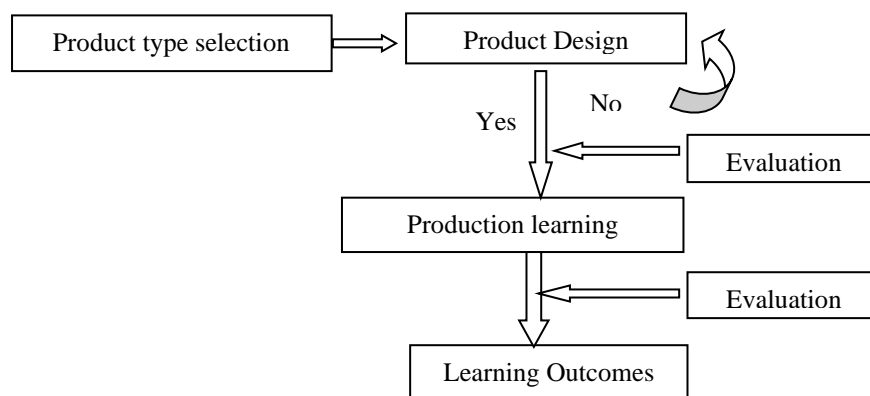 Product type selection
Product Design
No
Yes
Evaluation
Production learning
Evaluation
Learning Outcomes